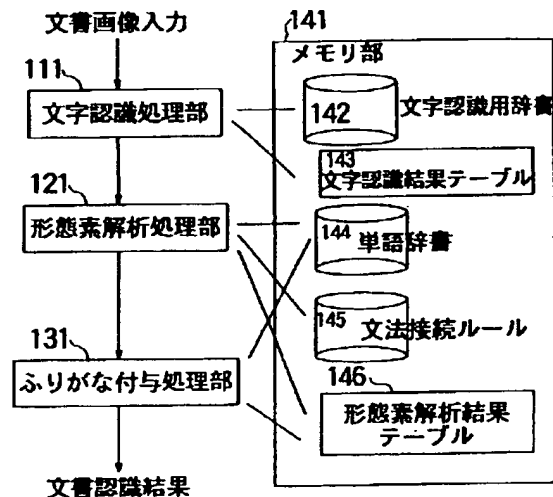 文書画像入力
141
メモリ部
111
文字認識処理部
142
文字認識用辞書
143
文字認識結果テーブル
121
形態素解析処理部
144
単語辞書
145
文法接続ルール
131
ふりがな付与処理部
146
形態素解析結果
テーブル
文書認識結果